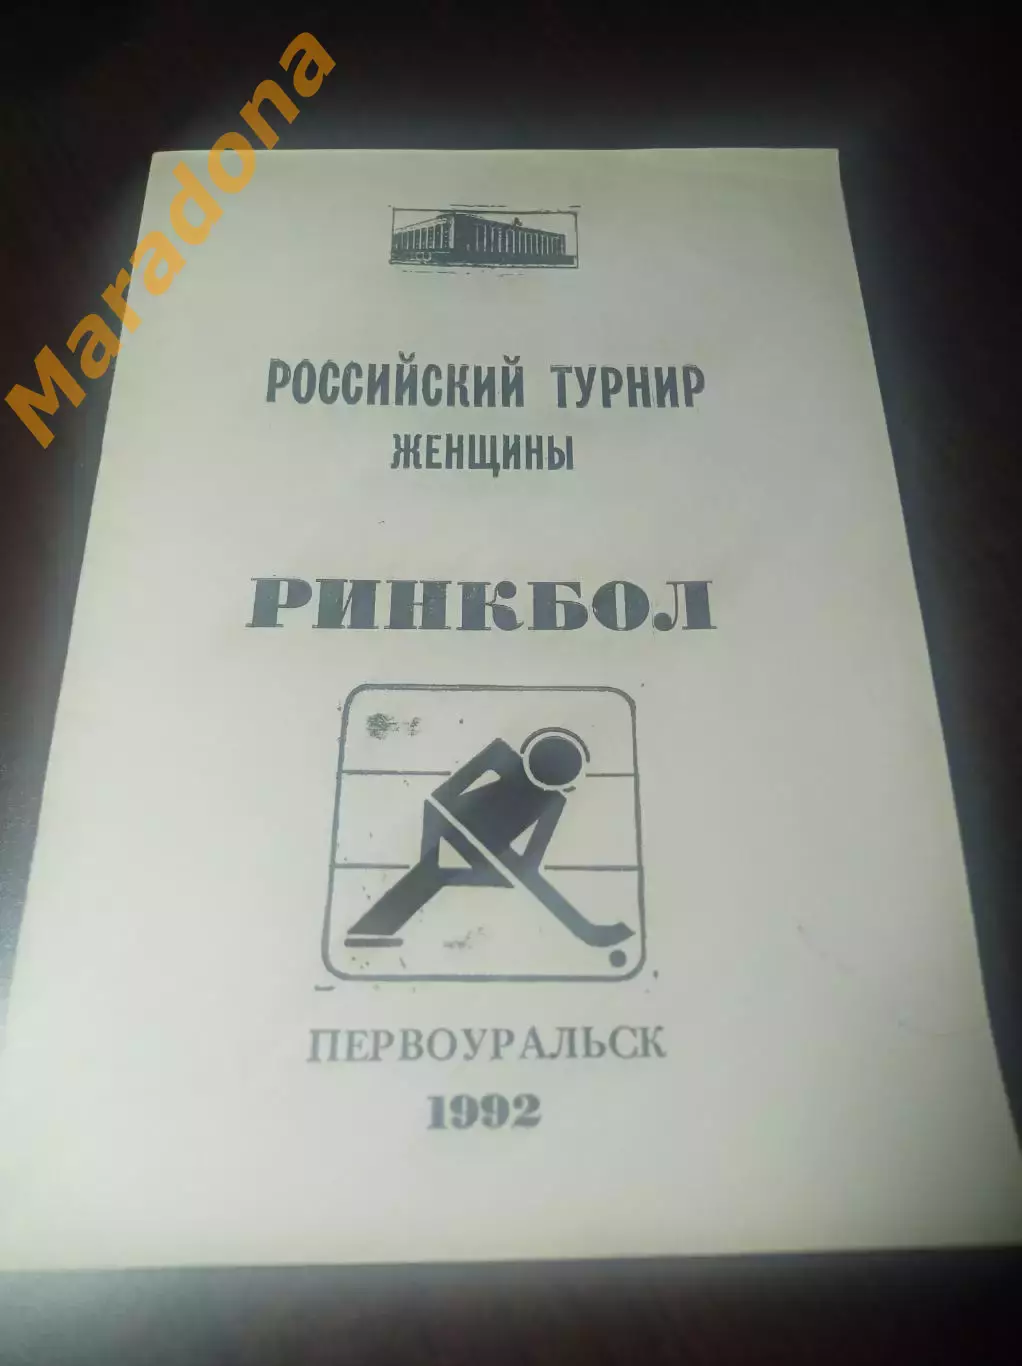 Maradona
РОССИЙСКИЙ ТУРНИР
ЖЕНЩИНЫ
РИНКБОЛ
ПЕРВОУРАЛЬСК
1992